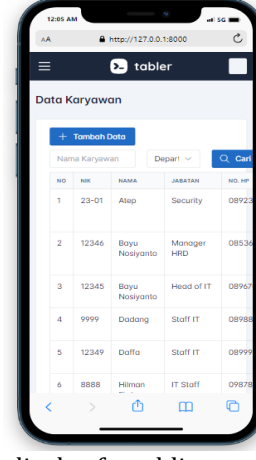 12:05 AM
5G
AA http://127.0.0.1:8000
tabler
Data Karyawan
+ Tambah Data
Nama Karyawan Depart Cari
NO NIK NAMA JABATAN NO. HP
1 23-01 Atep Security 08923
2 12346 Bayu Nosiyanto Manager HRD 08536
3 12345 Bayu Nosiyanto Head of IT 0896
4 9999 Dadang Staff IT 08988
5 12349 Daffa Staff IT 08999
6 8888 Hilman IT Staff 09878